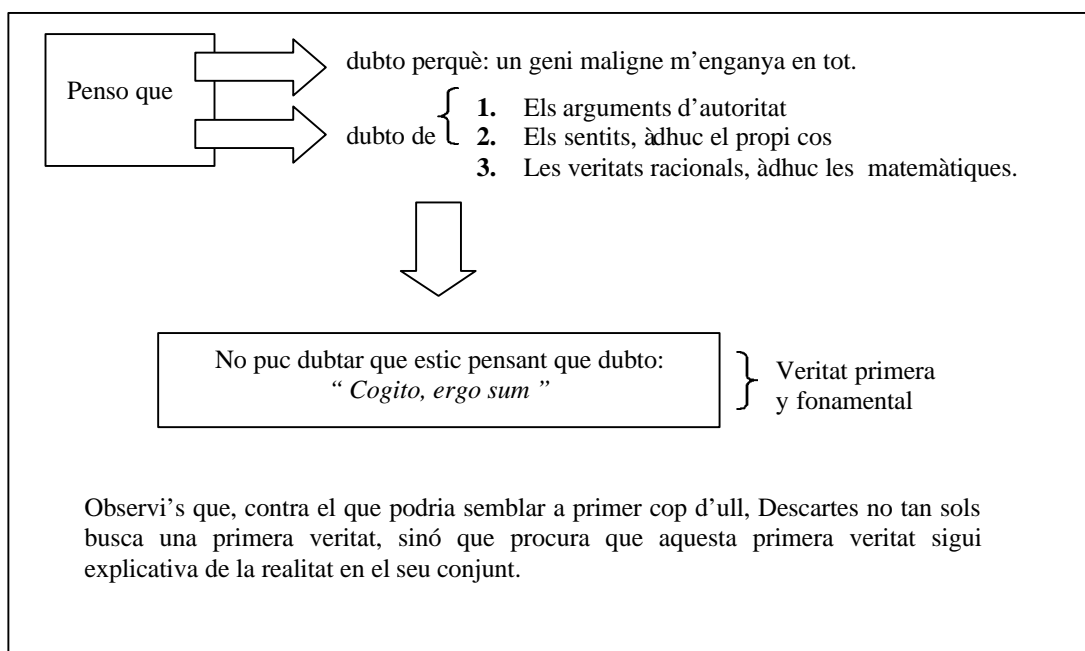 dubto perquè: un geni maligne m’enganya en tot.
Penso que
dubto de
1. Els arguments d’autoritat
2. Els sentits, àdhuc el propi cos
3. Les veritats racionals, àdhuc les matemàtiques.
No puc dubtar que estic pensant que dubto:
“ Cogito, ergo sum ”
Veritat primera
y fonamental
Observi’s que, contra el que podria semblar a primer cop d’ull, Descartes no tan sols
busca una primera veritat, sinó que procura que aquesta primera veritat sigui
explicativa de la realitat en el seu conjunt.